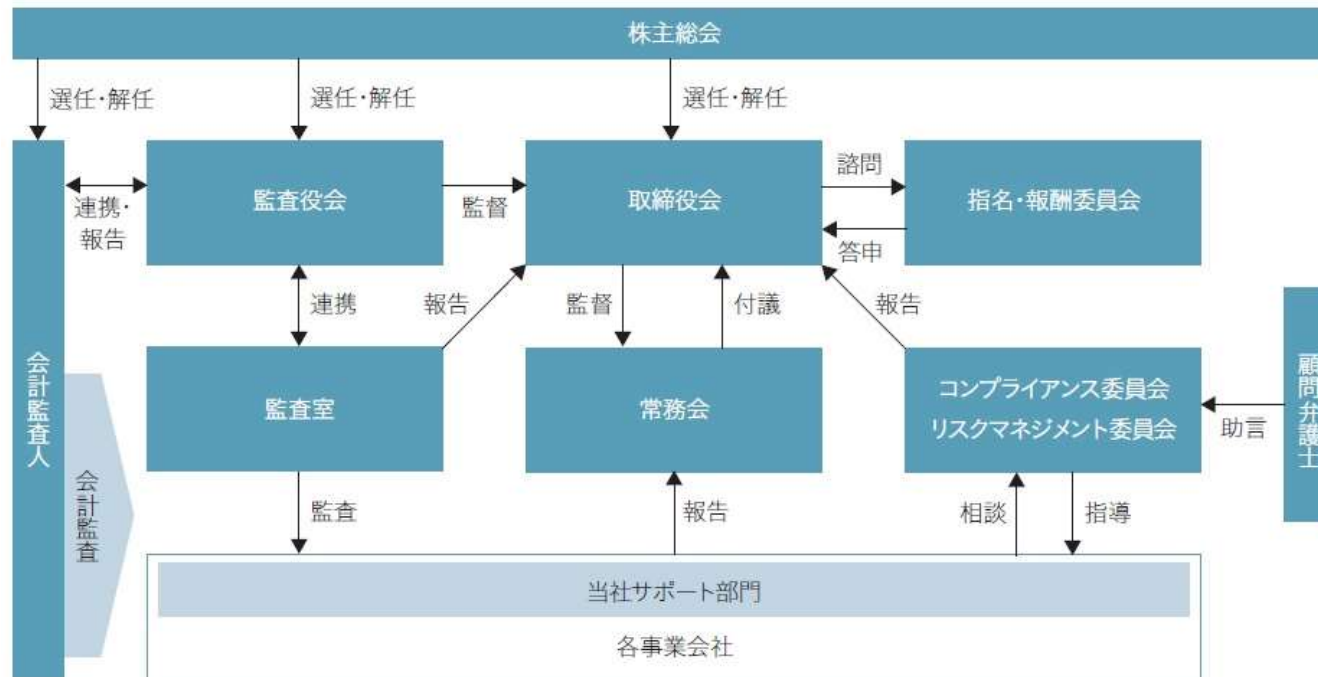 株主総会
選任・解任
選任・解任
選任・解任
会計監査人
連携・
報告
監査役会
監督
取締役会
諮問
答申
指名・報酬委員会
連携
報告
監督
付議
報告
監査室
常務会
コンプライアンス委員会
リスクマネジメント委員会
助言
顧問弁護士
会計監査
監査
報告
相談
指導
当社サポート部門
各事業会社